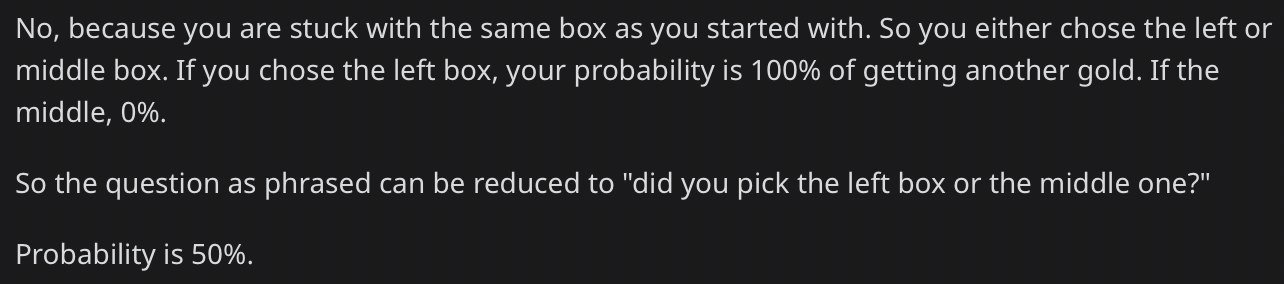 No, because you are stuck with the same box as you started with. So you either chose the left or
middle box. If you chose the left box, your probability is 100% of getting another gold. If the
middle, 0%.
So the question as phrased can be reduced to "did you pick the left box or the middle one?"
Probability is 50%.